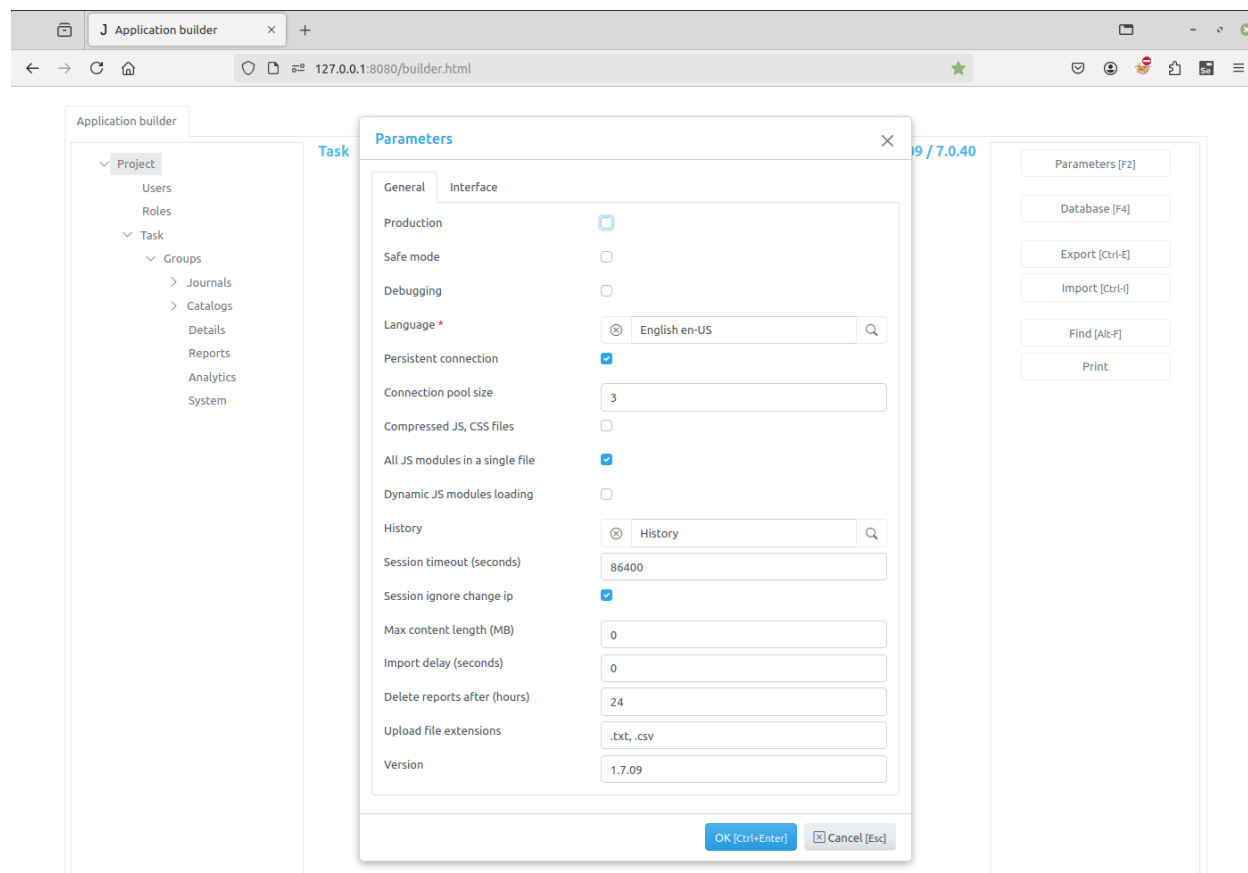 J Application builder
127.0.0.1:8080/builder.html
Se
Application builder
Project
Users
Roles
Task
Groups
Journals
Catalogs
Details
Reports
Analytics
System
Task
09 / 7.0.40
Parameters
General Interface
Production
Safe mode
Debugging
Language * English en-US
Persistent connection
Connection pool size 3
Compressed JS, CSS files
All JS modules in a single file
Dynamic JS modules loading
History History
Session timeout (seconds) 86400
Session ignore change ip
Max content length (MB) 0
Import delay (seconds) 0
Delete reports after (hours) 24
Upload file extensions .txt, .csv
Version 1.7.09
OK [Ctrl+Enter] Cancel [Esc]
Parameters [F2]
Database [F4]
Export [Ctrl-E]
Import [Ctrl-I]
Find [Alt-F]
Print